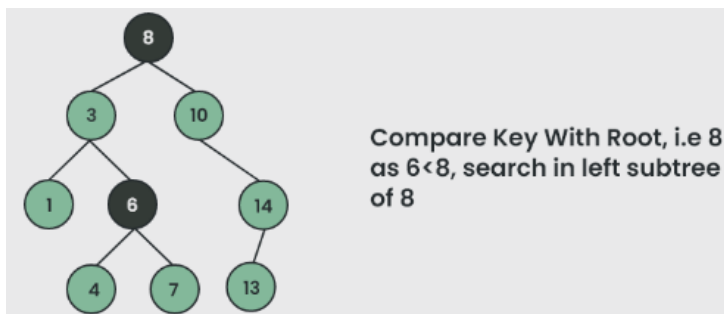 8
3 10
1 6 14
4 7 13
Compare Key With Root, i.e 8
as 6<8, search in left subtree
of 8